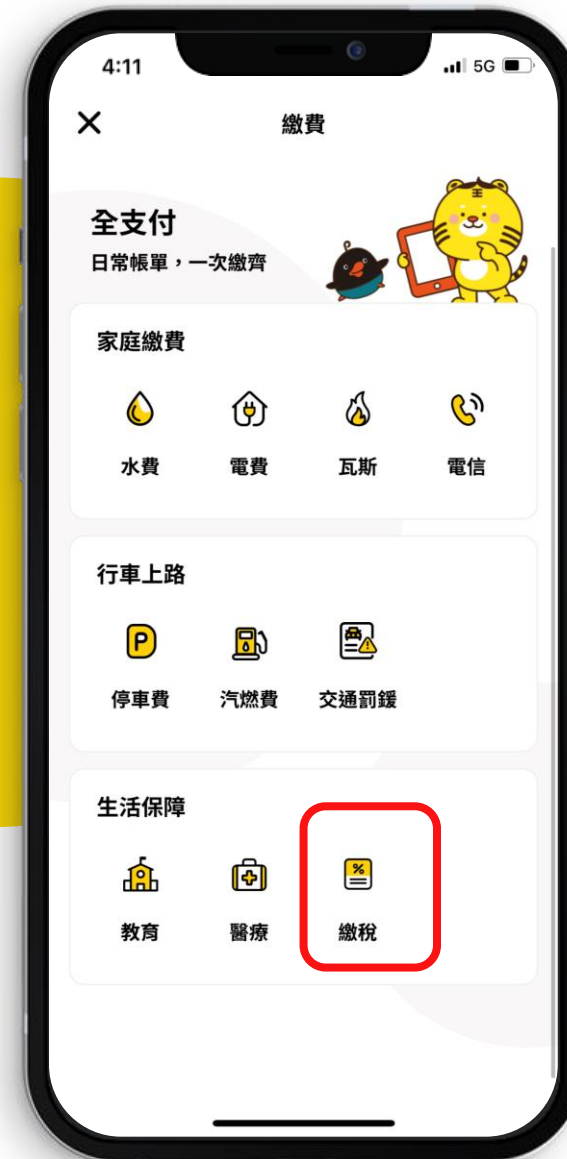 4:11
5G
繳費
全支付
日常帳單，一次繳齊
王
家庭繳費
水費
電費
瓦斯
電信
行車上路
P
停車費
汽燃費
交通罰鍰
生活保障
%
教育
醫療
繳稅